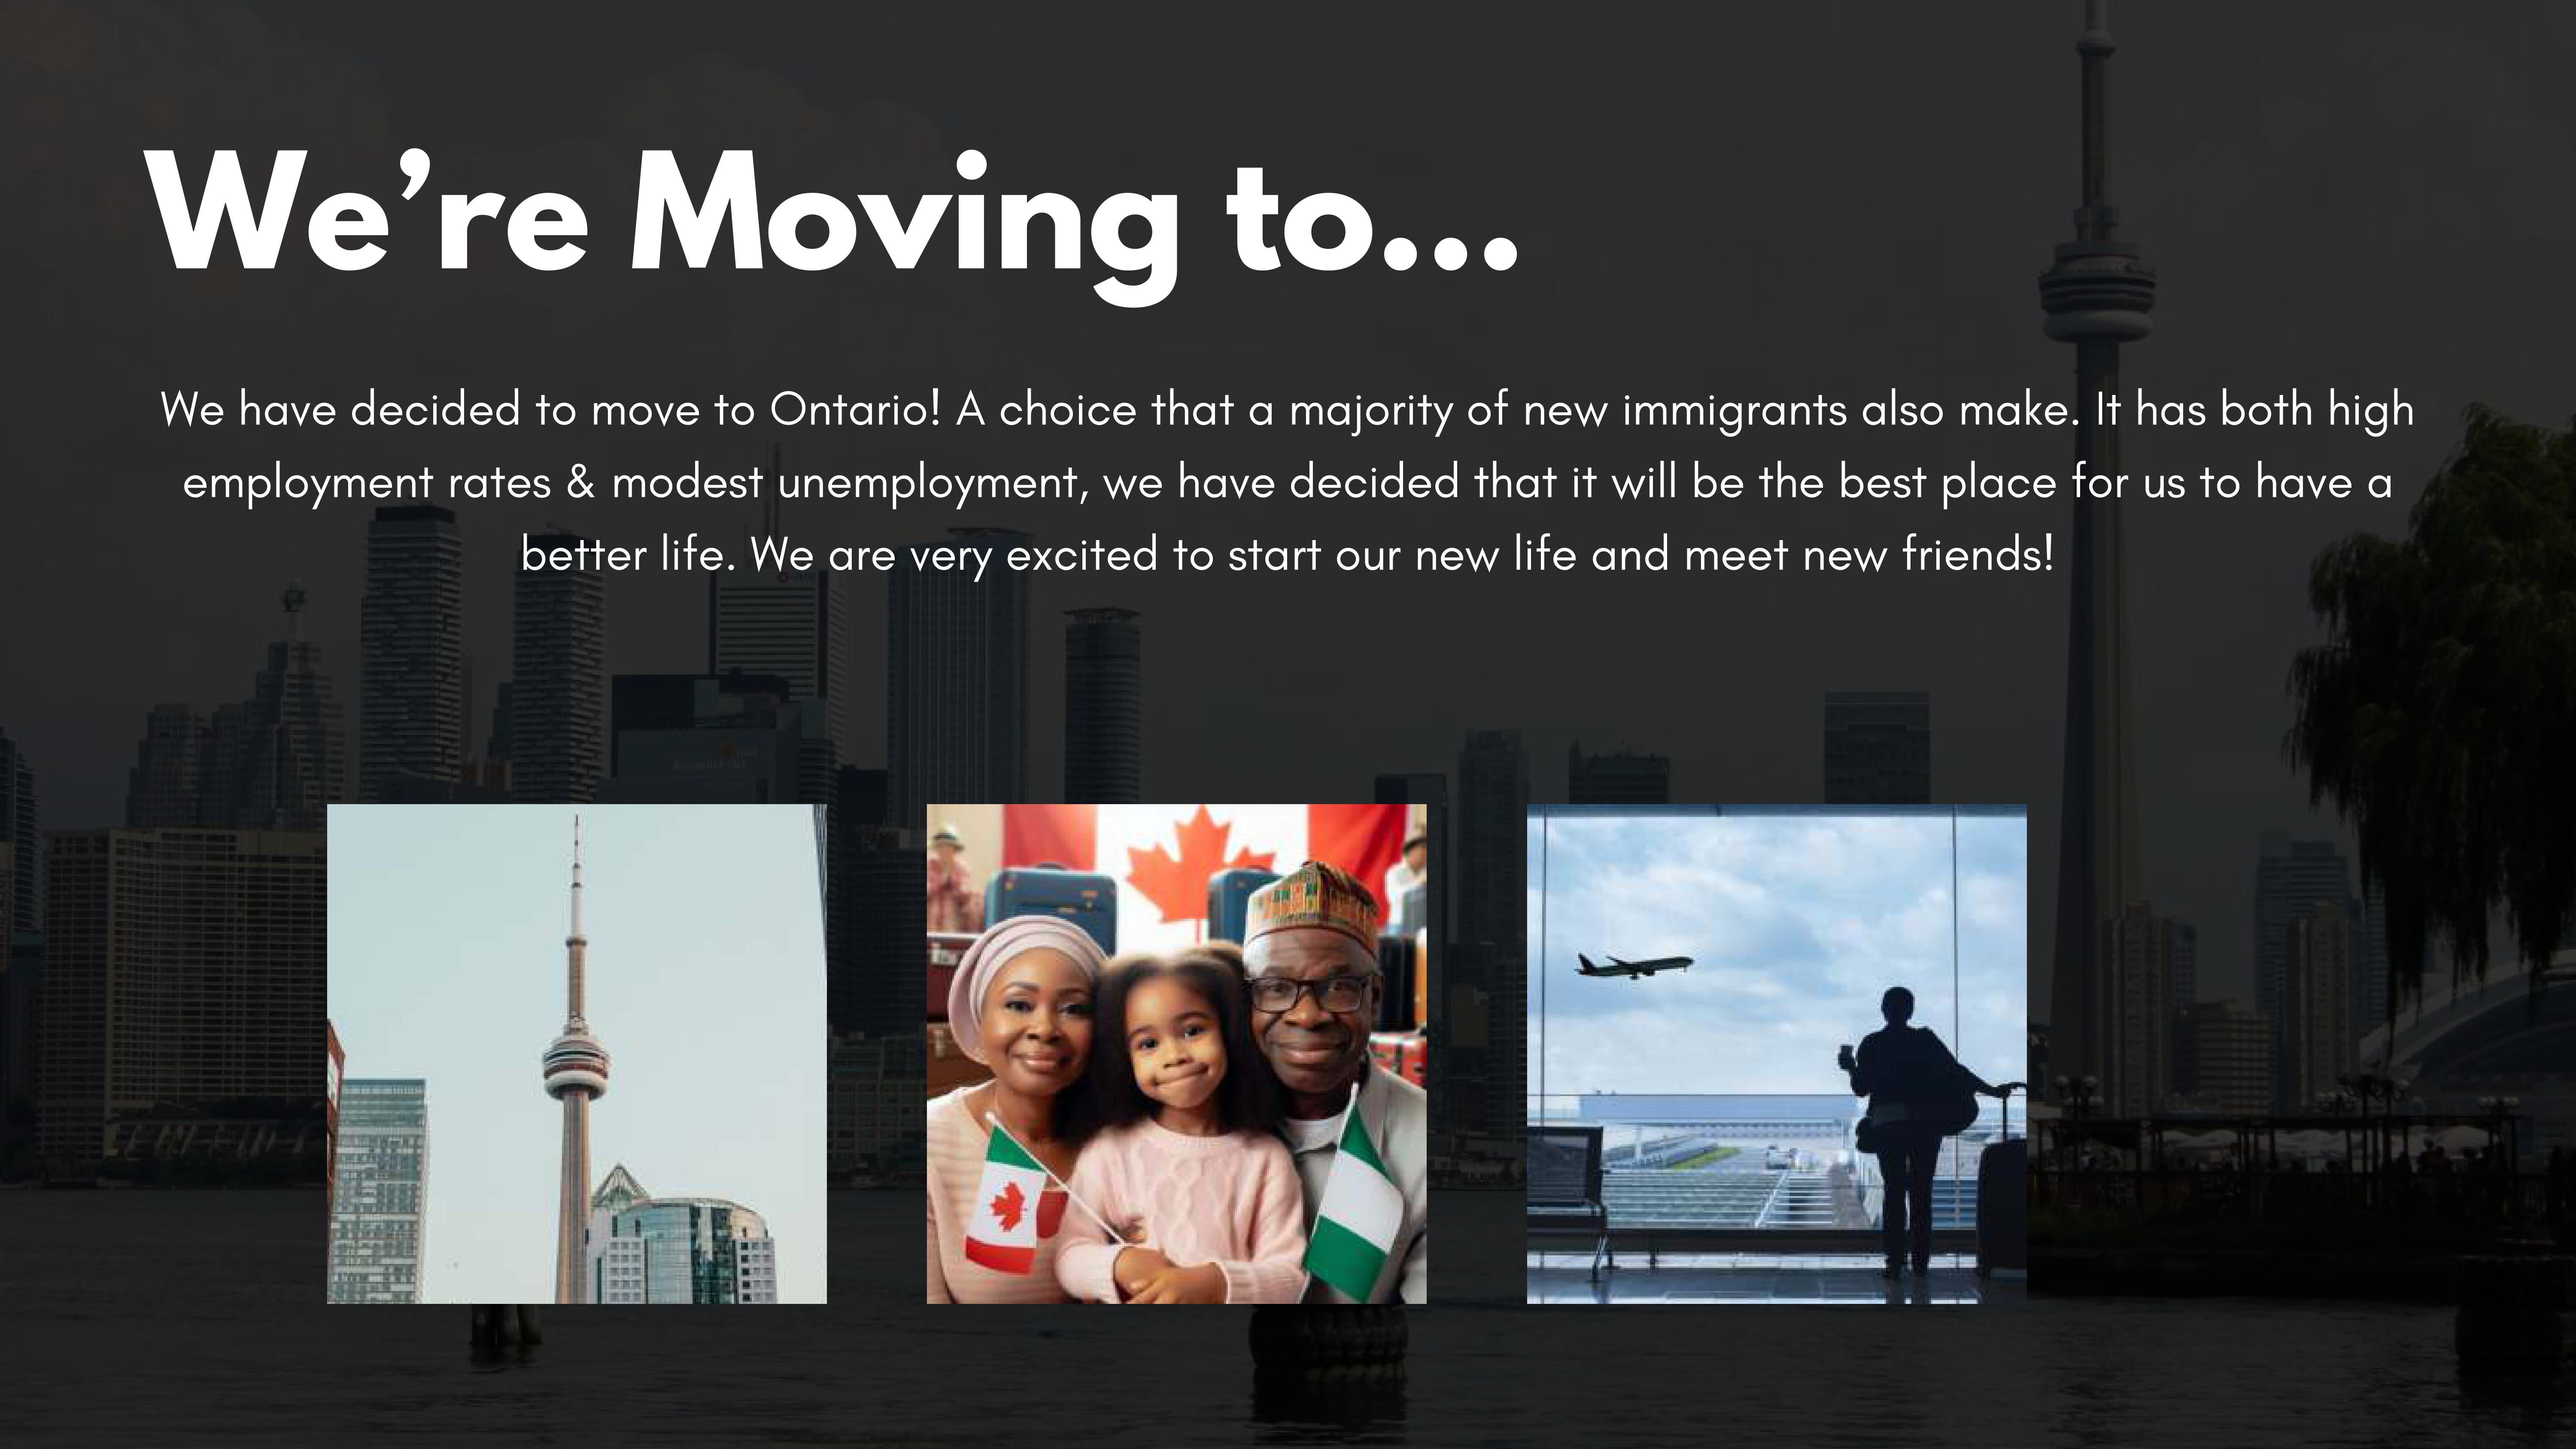 We’re Moving to...
We have decided to move to Ontario! A choice that a majority of new immigrants also make. It has both high
employment rates & modest unemployment, we have decided that it will be the best place for us to have a
better life. We are very excited to start our new life and meet new friends!